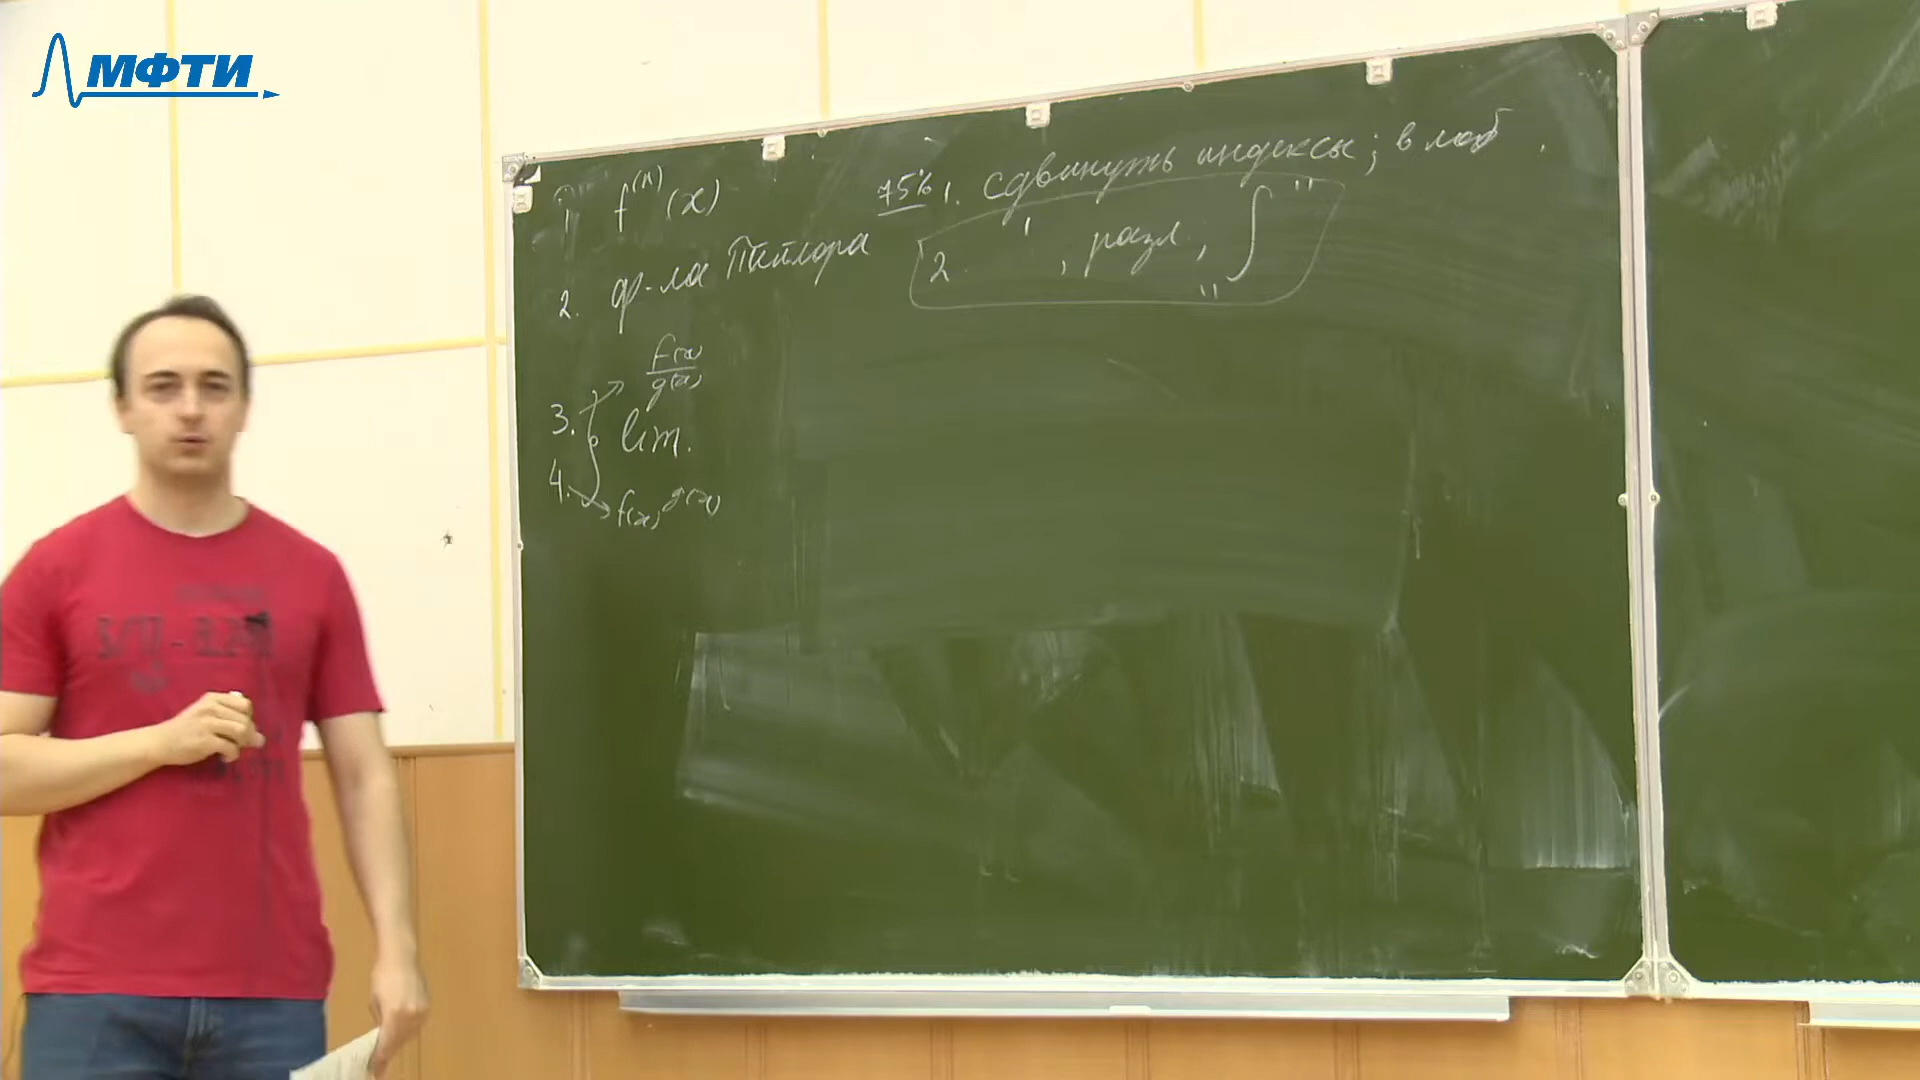 МФТИ
1. f^(n)(x)
2. ф-ла Тейлора
75% 1. сдвинуть индексы; в лоб.
2. ' , разл, "∫"
3. lim. f(x)/g(x)
4. f(x)^g(x)